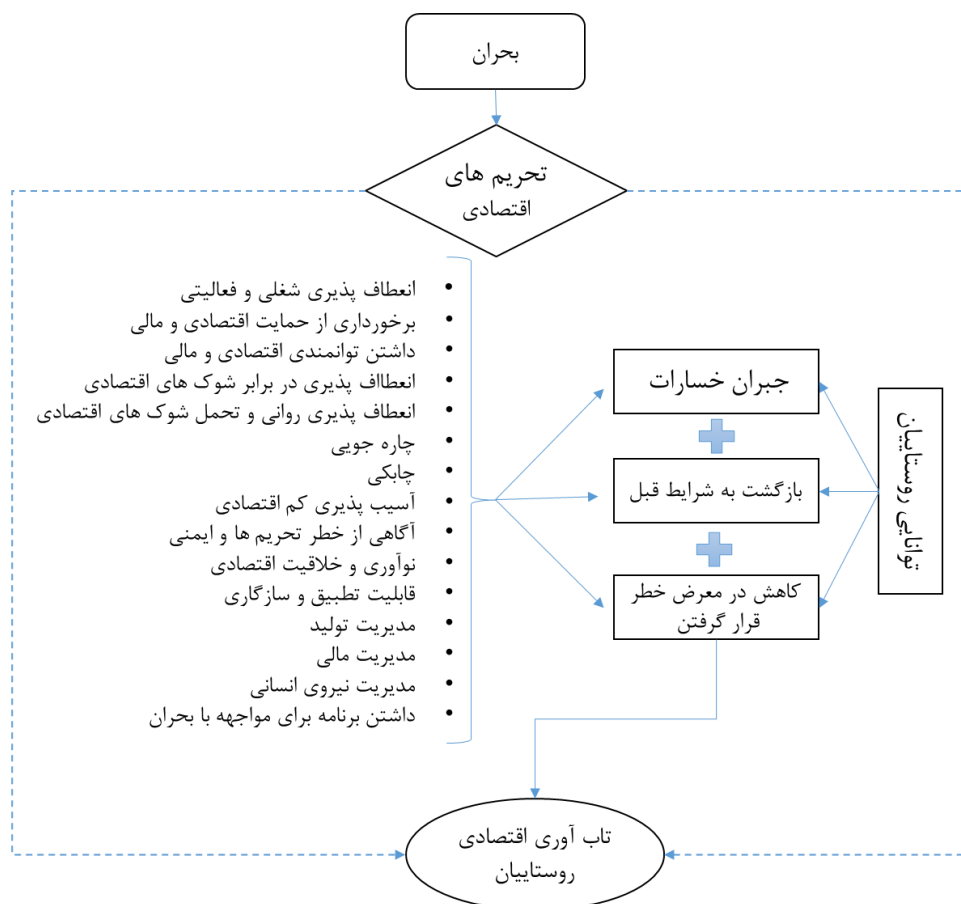 بحران
تحریم های
اقتصادی
انعطاف پذیری شغلی و فعالیتی
برخورداری از حمایت اقتصادی و مالی
داشتن توانمندی اقتصادی و مالی
انعطااف پذیری در برابر شوک های اقتصادی
انعطاف پذیری روانی و تحمل شوک های اقتصادی
چاره جویی
چابکی
آسیب پذیری کم اقتصادی
آگاهی از خطر تحریم ها و ایمنی
نوآوری و خلاقیت اقتصادی
قابلیت تطبیق و سازگاری
مدیریت تولید
مدیریت مالی
مدیریت نیروی انسانی
داشتن برنامه برای مواجهه با بحران
توانایی روستاییان
جبران خسارات
بازگشت به شرایط قبل
کاهش در معرض خطر
قرار گرفتن
تاب آوری اقتصادی
روستاییان